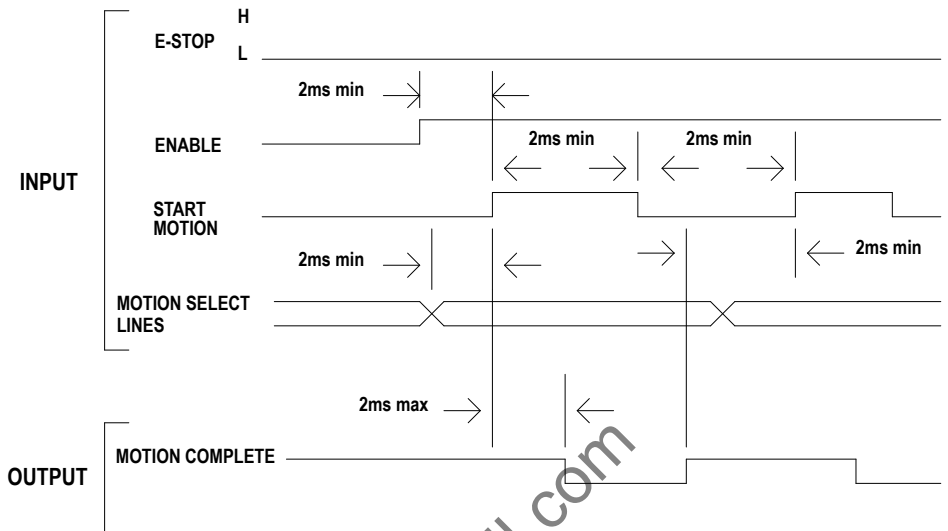 H
E-STOP
L
2ms min
ENABLE
2ms min
2ms min
INPUT
START
MOTION
2ms min
2ms min
MOTION SELECT
LINES
2ms max
MOTION COMPLETE
OUTPUT
.com